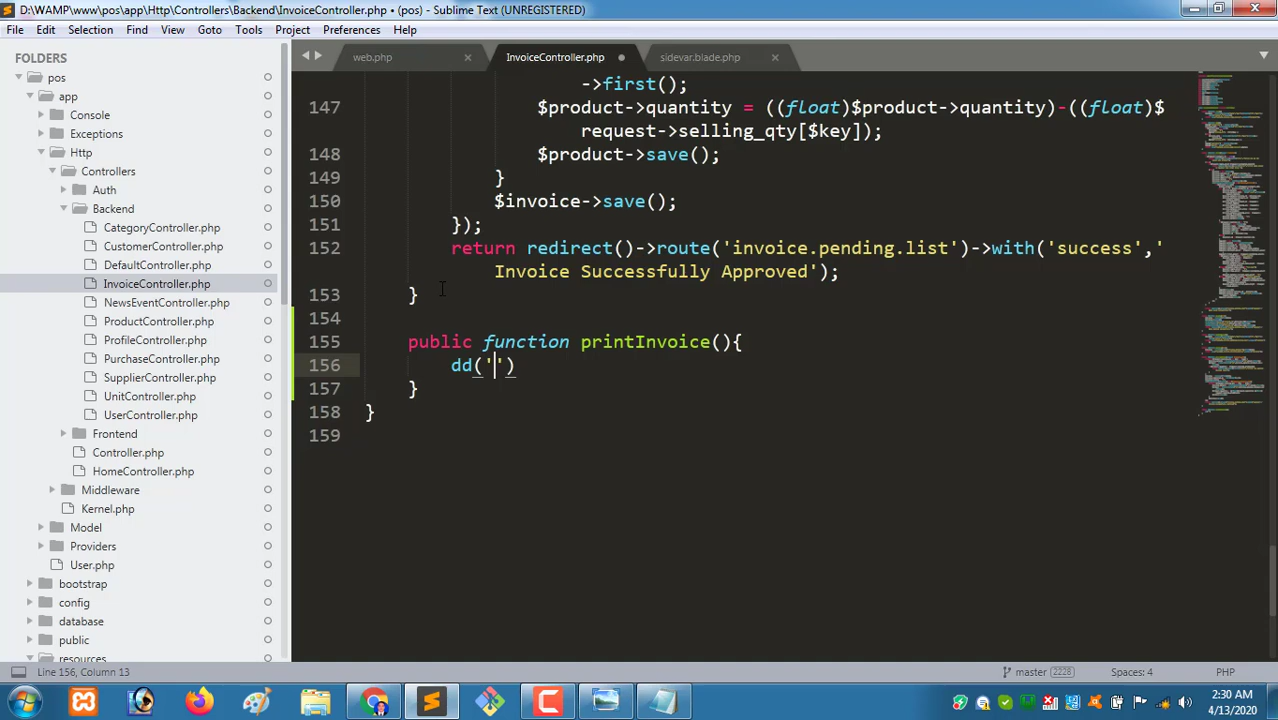 D:\WAMP\www\pos\app\Http\Controllers\Backend\InvoiceController.php • (pos) - Sublime Text (UNREGISTERED)
File Edit Selection Find View Goto Tools Project Preferences Help
FOLDERS
pos
app
Console
Exceptions
Http
Controllers
Auth
Backend
CategoryController.php
CustomerController.php
DefaultController.php
InvoiceController.php
NewsEventController.php
ProductController.php
ProfileController.php
PurchaseController.php
SupplierController.php
UnitController.php
UserController.php
Frontend
Controller.php
HomeController.php
Middleware
Kernel.php
Model
Providers
User.php
bootstrap
config
database
public
resources
web.php InvoiceController.php sidevar.blade.php
->first();
147 $product->quantity = ((float)$product->quantity)-((float)$
request->selling_qty[$key]);
148 $product->save();
149 }
150 $invoice->save();
151 });
152 return redirect()->route('invoice.pending.list')->with('success','
Invoice Successfully Approved');
153 }
154
155 public function printInvoice(){
156 dd('')
157 }
158 }
159
Line 156, Column 13
master 2228 Spaces: 4 PHP
2:30 AM
4/13/2020